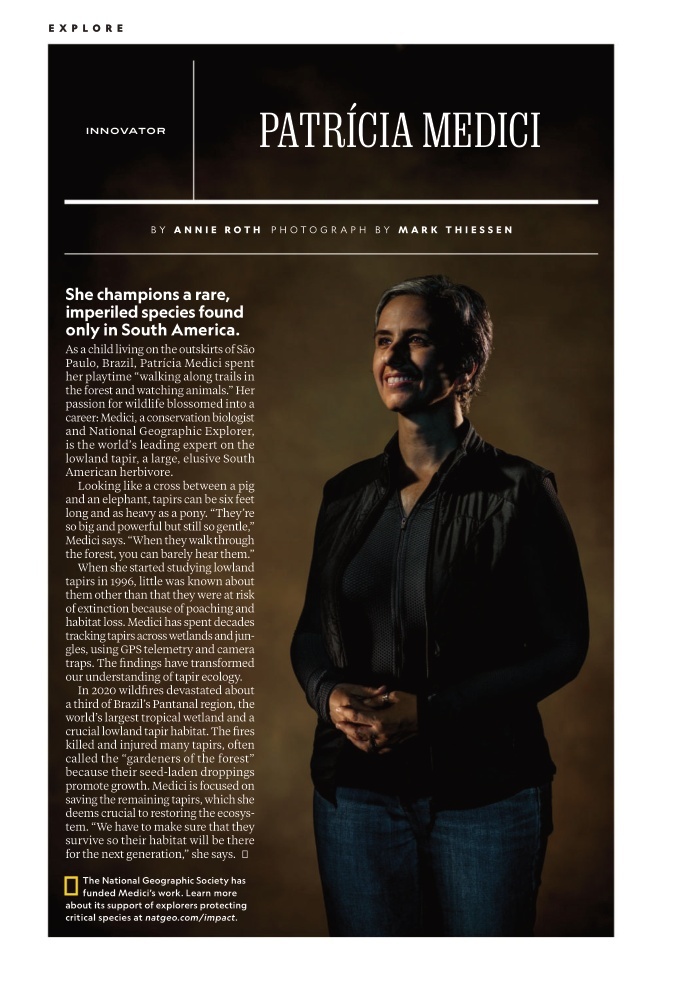 EXPLORE
INNOVATOR
PATRÍCIA MEDICI
BY ANNIE ROTH PHOTOGRAPH BY MARK THIESSEN
She champions a rare,
imperiled species found
only in South America.
As a child living on the outskirts of São
Paulo, Brazil, Patrícia Medici spent
her playtime “walking along trails in
the forest and watching animals.” Her
passion for wildlife blossomed into a
career: Medici, a conservation biologist
and National Geographic Explorer,
is the world’s leading expert on the
lowland tapir, a large, elusive South
American herbivore.
Looking like a cross between a pig
and an elephant, tapirs can be six feet
long and as heavy as a pony. “They’re
so big and powerful but still so gentle,”
Medici says. “When they walk through
the forest, you can barely hear them.”
When she started studying lowland
tapirs in 1996, little was known about
them other than that they were at risk
of extinction because of poaching and
habitat loss. Medici has spent decades
tracking tapirs across wetlands and jun-
gles, using GPS telemetry and camera
traps. The findings have transformed
our understanding of tapir ecology.
In 2020 wildfires devastated about
a third of Brazil’s Pantanal region, the
world’s largest tropical wetland and a
crucial lowland tapir habitat. The fires
killed and injured many tapirs, often
called the “gardeners of the forest”
because their seed-laden droppings
promote growth. Medici is focused on
saving the remaining tapirs, which she
deems crucial to restoring the ecosys-
tem. “We have to make sure that they
survive so their habitat will be there
for the next generation,” she says.
The National Geographic Society has
funded Medici’s work. Learn more
about its support of explorers protecting
critical species at natgeo.com/impact.